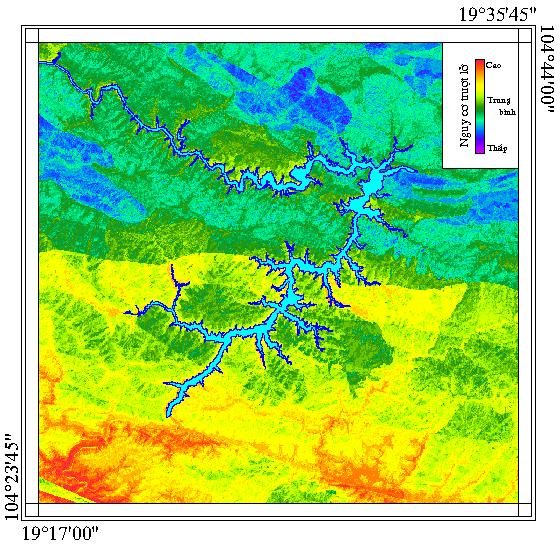 19°35'45"
104°44'00"
Nguy cơ trượt lở
Cao
Trung
bình
Thấp
104°23'45"
19°17'00"